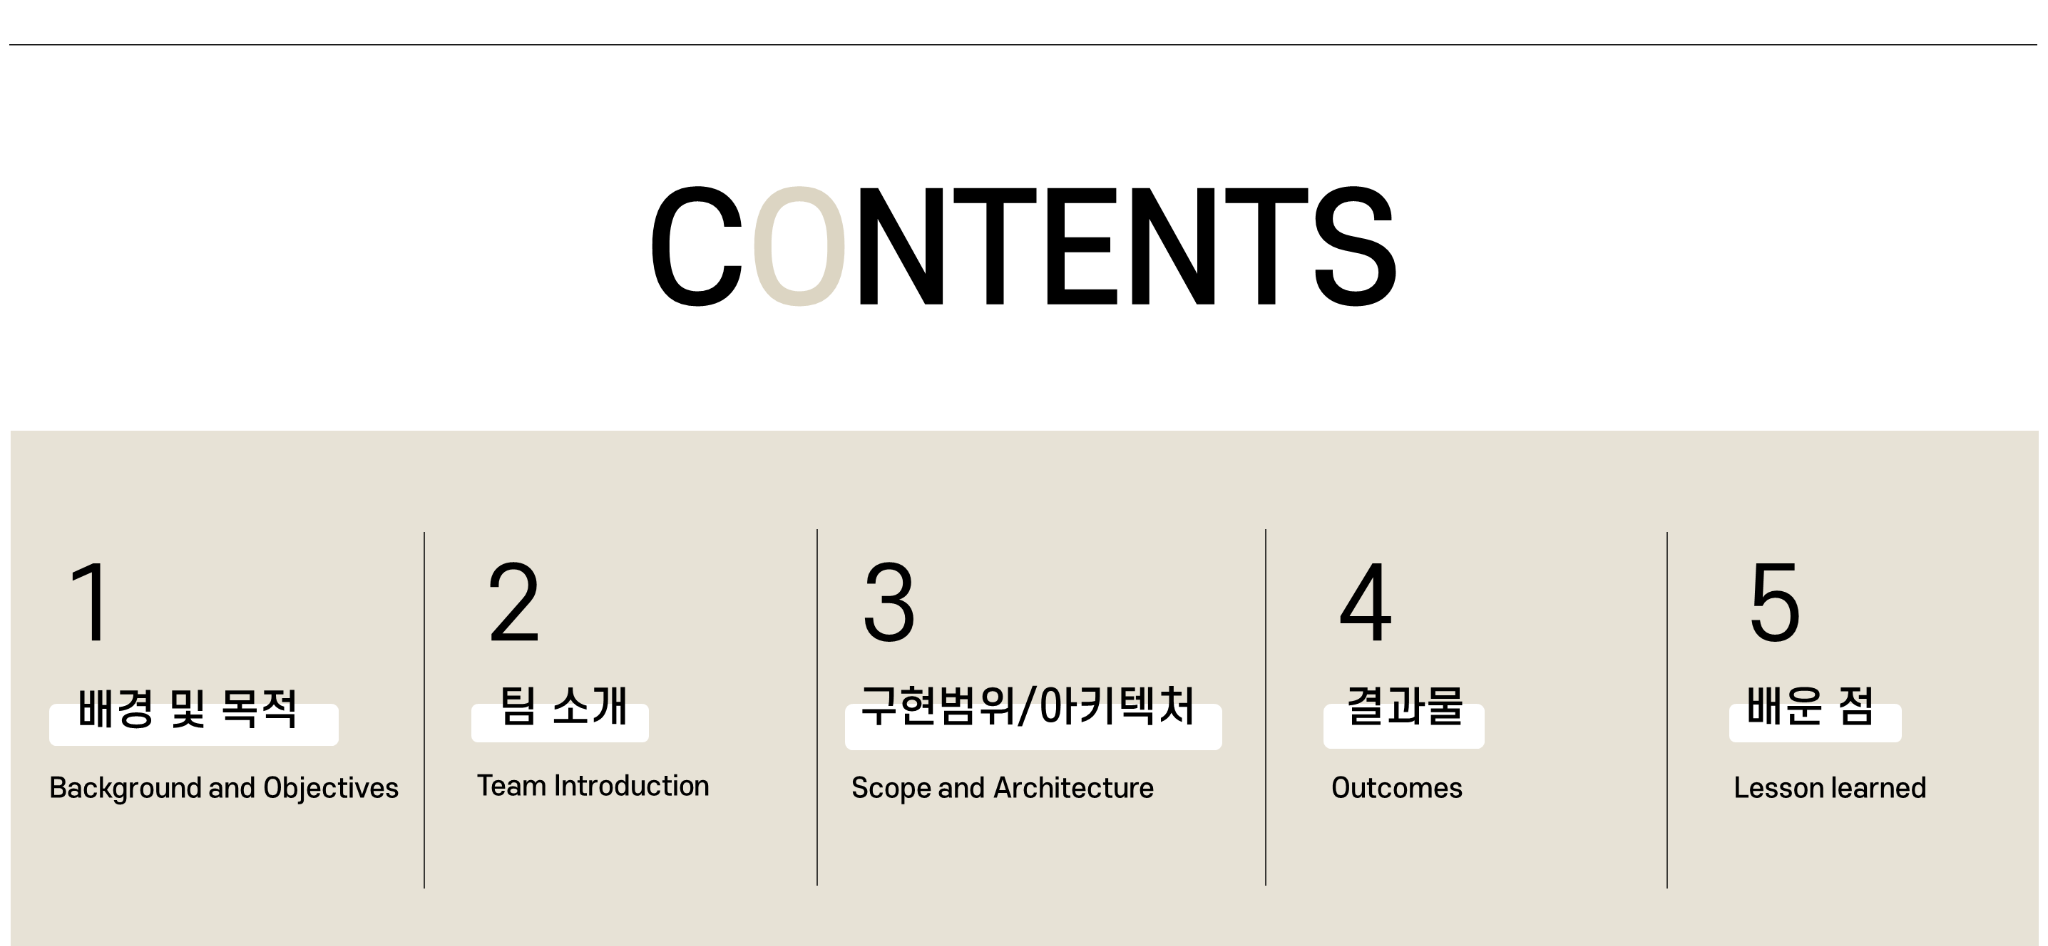 CONTENTS
1
배경 및 목적
Background and Objectives
2
팀 소개
Team Introduction
3
구현범위/아키텍처
Scope and Architecture
4
결과물
Outcomes
5
배운 점
Lesson learned